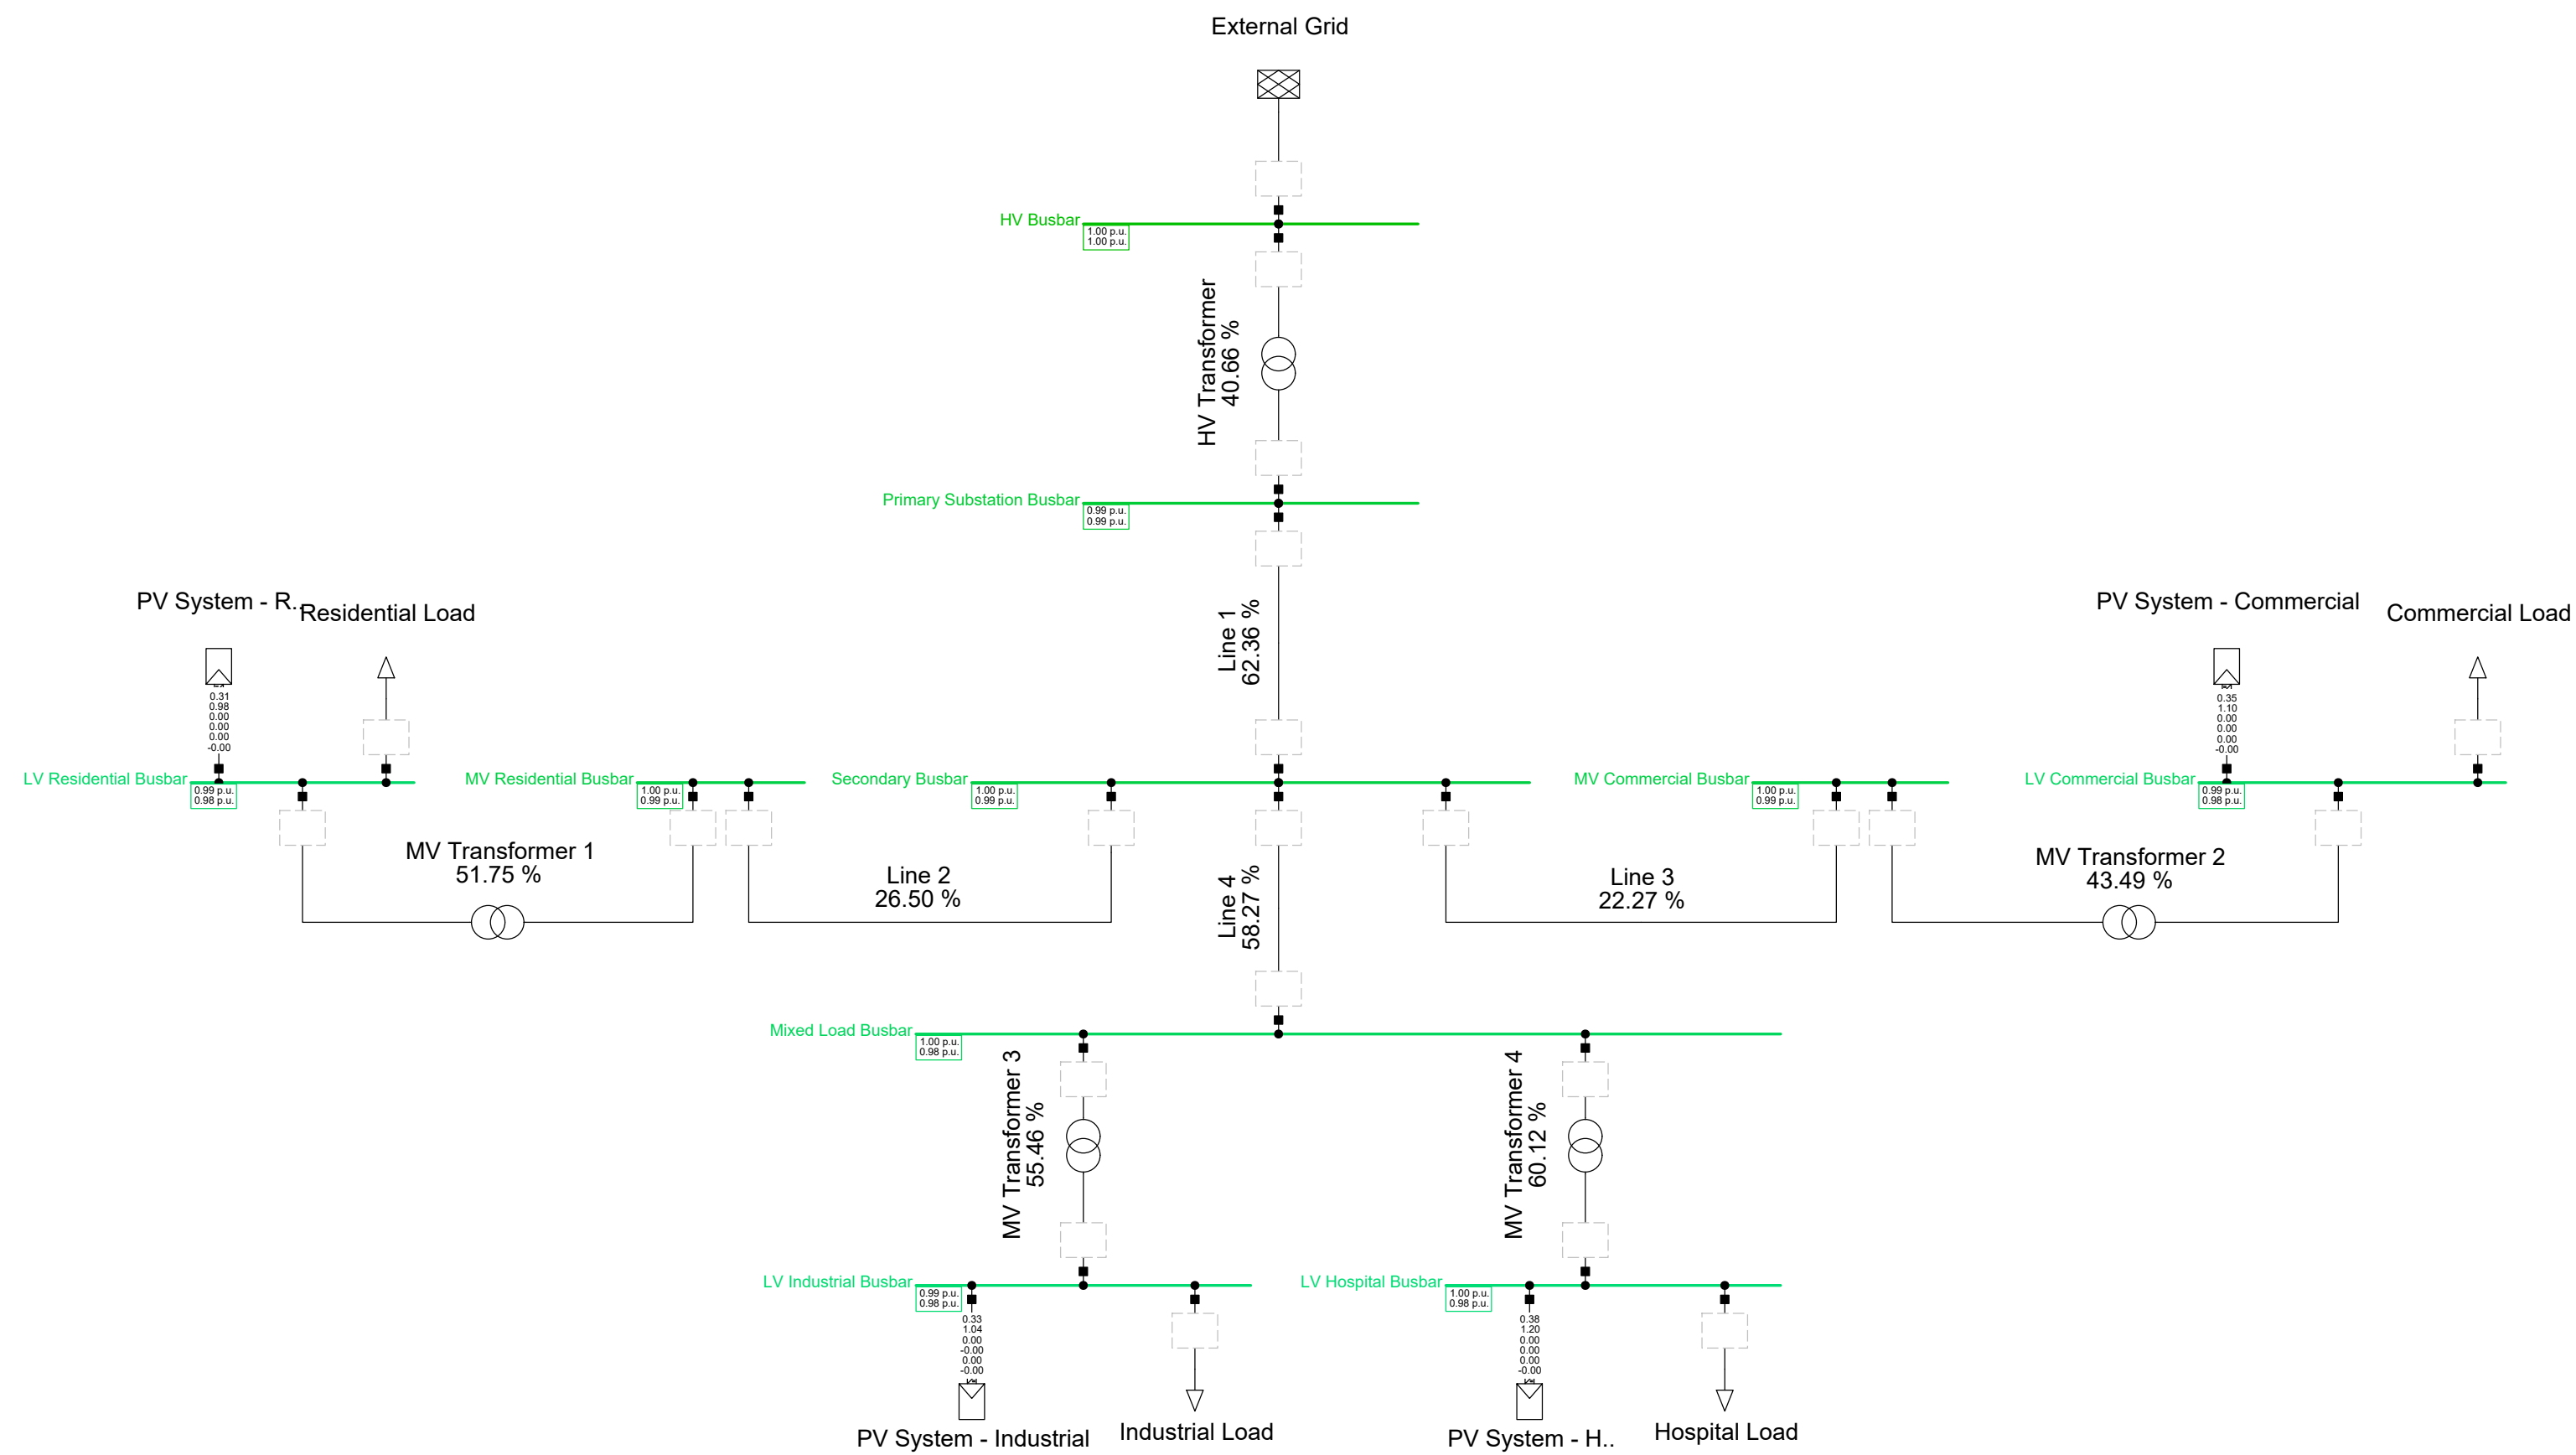 External Grid
HV Busbar
1.00 p.u.
1.00 p.u.
HV Transformer
40.66 %
Primary Substation Busbar
0.99 p.u.
0.99 p.u.
Line 1
62.36 %
PV System - R..
Residential Load
0.31
0.98
0.00
0.00
0.00
-0.00
PV System - Commercial
Commercial Load
0.35
1.10
0.00
0.00
0.00
-0.00
LV Residential Busbar
0.99 p.u.
0.98 p.u.
MV Residential Busbar
1.00 p.u.
0.99 p.u.
Secondary Busbar
1.00 p.u.
0.99 p.u.
MV Commercial Busbar
1.00 p.u.
0.99 p.u.
LV Commercial Busbar
0.99 p.u.
0.98 p.u.
MV Transformer 1
51.75 %
Line 2
26.50 %
Line 4
58.27 %
Line 3
22.27 %
MV Transformer 2
43.49 %
Mixed Load Busbar
1.00 p.u.
0.98 p.u.
MV Transformer 3
55.46 %
MV Transformer 4
60.12 %
LV Industrial Busbar
0.99 p.u.
0.98 p.u.
LV Hospital Busbar
1.00 p.u.
0.98 p.u.
0.33
1.04
0.00
-0.00
0.00
-0.00
0.38
1.20
0.00
0.00
0.00
-0.00
PV System - Industrial
Industrial Load
PV System - H..
Hospital Load